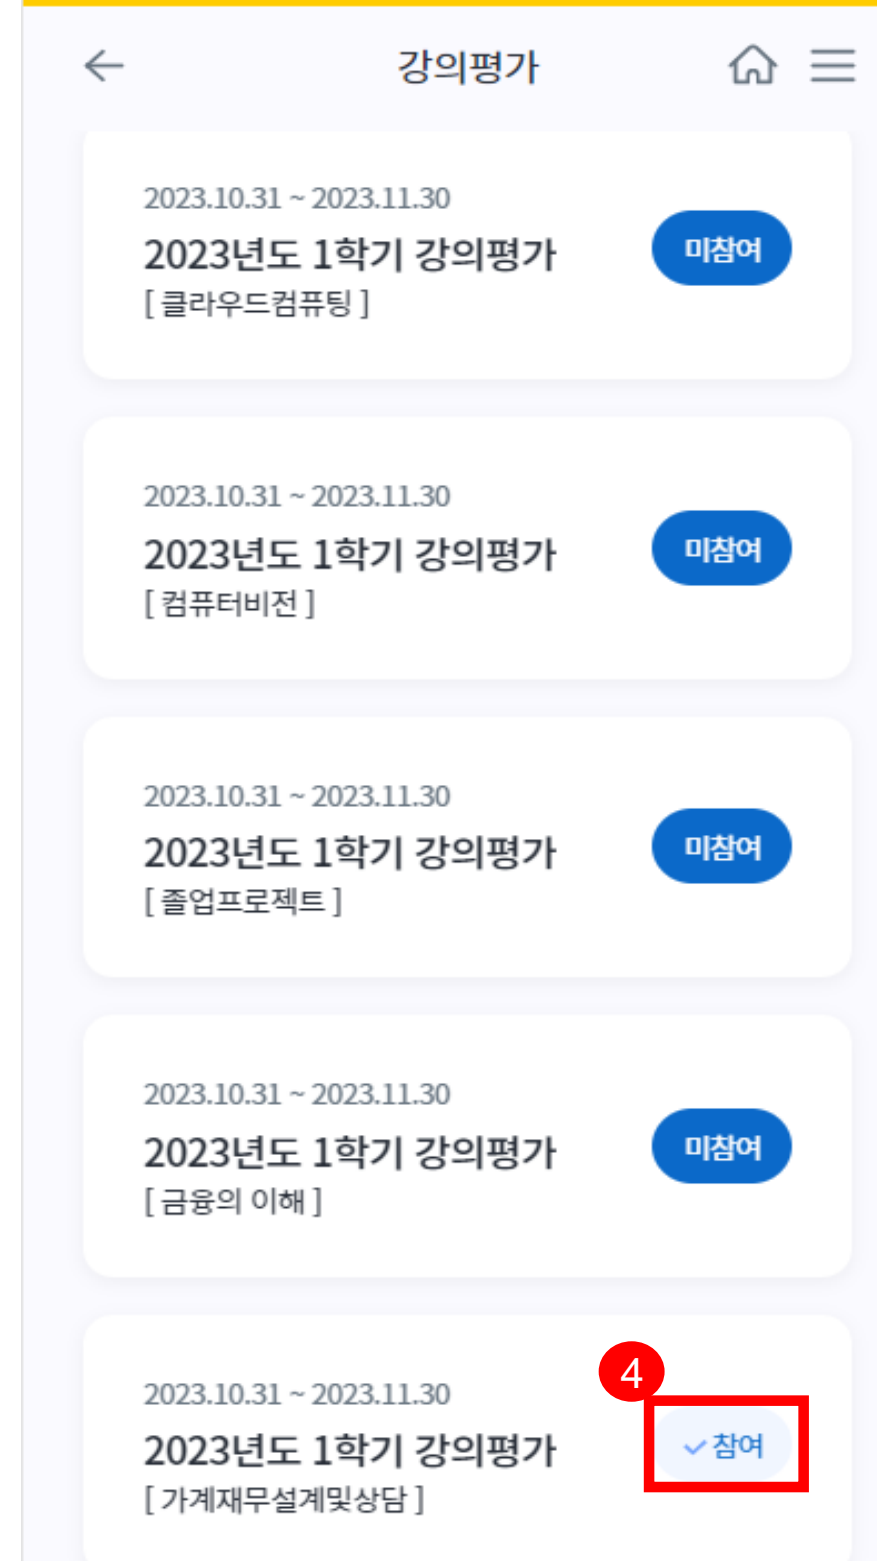 강의평가
2023.10.31 ~ 2023.11.30
2023년도 1학기 강의평가
미참여
[ 클라우드컴퓨팅 ]
2023.10.31 ~ 2023.11.30
2023년도 1학기 강의평가
미참여
[ 컴퓨터비전 ]
2023.10.31 ~ 2023.11.30
2023년도 1학기 강의평가
미참여
[ 졸업프로젝트 ]
2023.10.31 ~ 2023.11.30
2023년도 1학기 강의평가
미참여
[ 금융의 이해 ]
4
2023.10.31 ~ 2023.11.30
2023년도 1학기 강의평가
참여
[ 가계재무설계및상담 ]